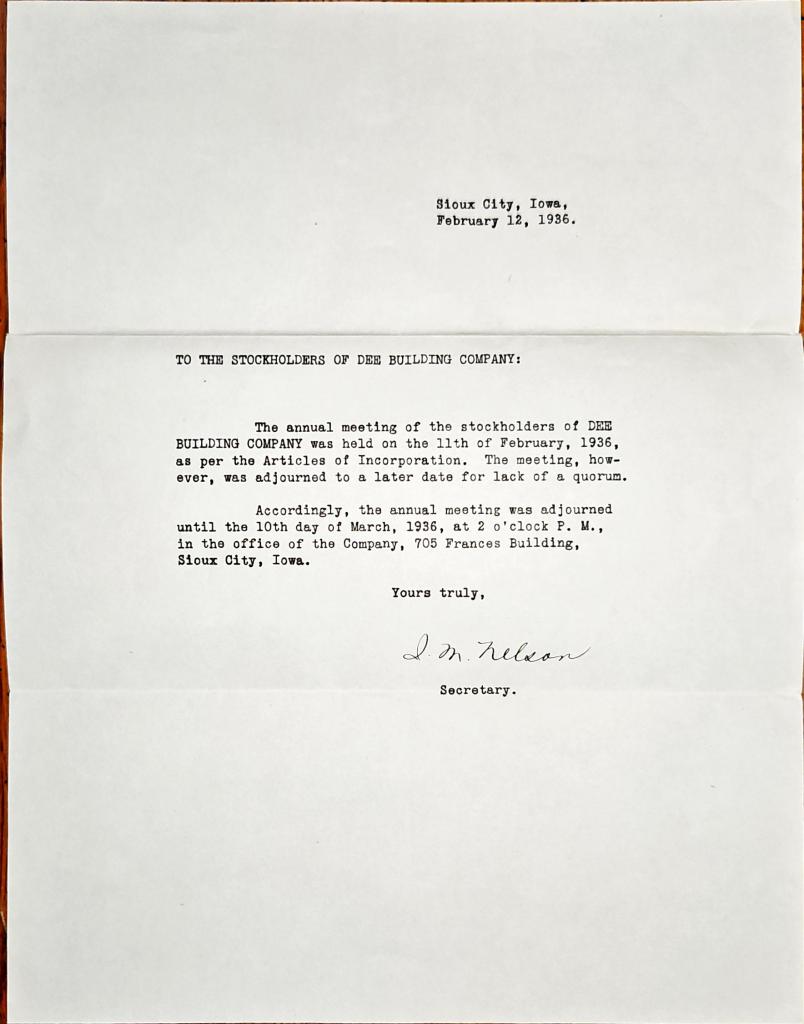 Sioux City, Iowa,
February 12, 1936.
TO THE STOCKHOLDERS OF DEE BUILDING COMPANY:
The annual meeting of the stockholders of DEE
BUILDING COMPANY was held on the 11th of February, 1936,
as per the Articles of Incorporation. The meeting, how-
ever, was adjourned to a later date for lack of a quorum.
Accordingly, the annual meeting was adjourned
until the 10th day of March, 1936, at 2 o'clock P. M.,
in the office of the Company, 705 Frances Building,
Sioux City, Iowa.
Yours truly,
I. M. Nelson
Secretary.